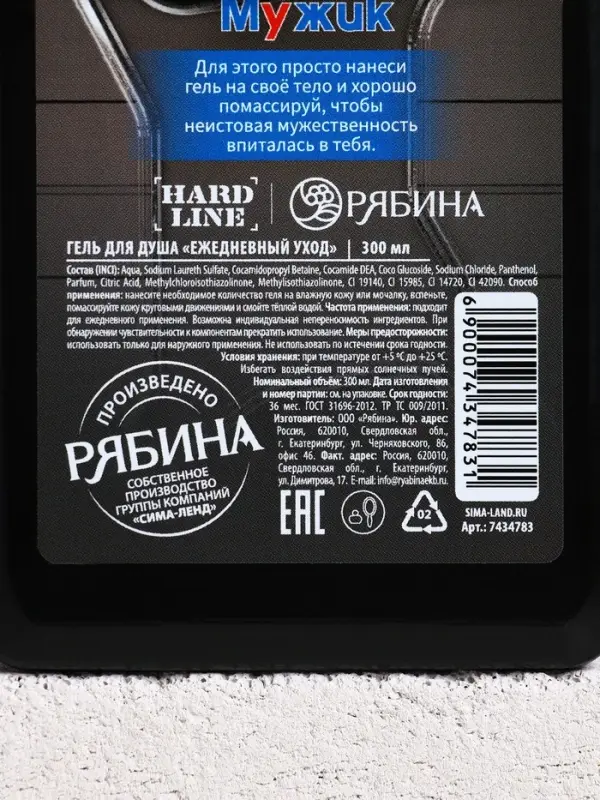 Мужик
Для этого просто нанеси
гель на своё тело и хорошо
помассируй, чтобы
неистовая мужественность
впиталась в тебя.
HARD
LINE
РЯБИНА
ГЕЛЬ ДЛЯ ДУША «ЕЖЕДНЕВНЫЙ УХОД» | 300 мл
Состав (INCI): Aqua, Sodium Laureth Sulfate, Cocamidopropyl Betaine, Cocamide DEA, Coco Glucoside, Sodium Chloride, Panthenol,
Parfum, Citric Acid, Methylchloroisothiazolinone, Methylisothiazolinone, CI 19140, CI 15985, CI 14720, CI 42090. Способ
применения: нанесите необходимое количество геля на влажную кожу или мочалку, вспеньте,
помассируйте кожу круговыми движениями и смойте тёплой водой. Частота применения: подходит
для ежедневного применения. Возможна индивидуальная непереносимость ингредиентов. При
обнаружении чувствительности к компонентам прекратить использование. Меры предосторожности:
использовать только для наружного применения. Не использовать по истечении срока годности.
Условия хранения: при температуре от +5 °C до +25 °C.
Избегать воздействия прямых солнечных лучей.
Номинальный объём: 300 мл. Дата изготовления
и номер партии: см. на упаковке. Срок годности:
36 мес. ГОСТ 31696-2012. ТР ТС 009/2011.
Изготовитель: ООО «Рябина». Юр. адрес:
Россия, 620010, Свердловская обл.,
г. Екатеринбург, ул. Черняховского, 86,
офис 46. Факт. адрес: Россия, 620010,
Свердловская обл., г. Екатеринбург,
ул. Димитрова, 17. E-mail: info@ryabinaekb.ru
ПРОИЗВЕДЕНО
РЯБИНА
СОБСТВЕННОЕ
ПРОИЗВОДСТВО
ГРУППЫ КОМПАНИЙ
«СИМА-ЛЕНД»
EAC
02
6 900074 347831
SIMA-LAND.RU
Арт.: 7434783